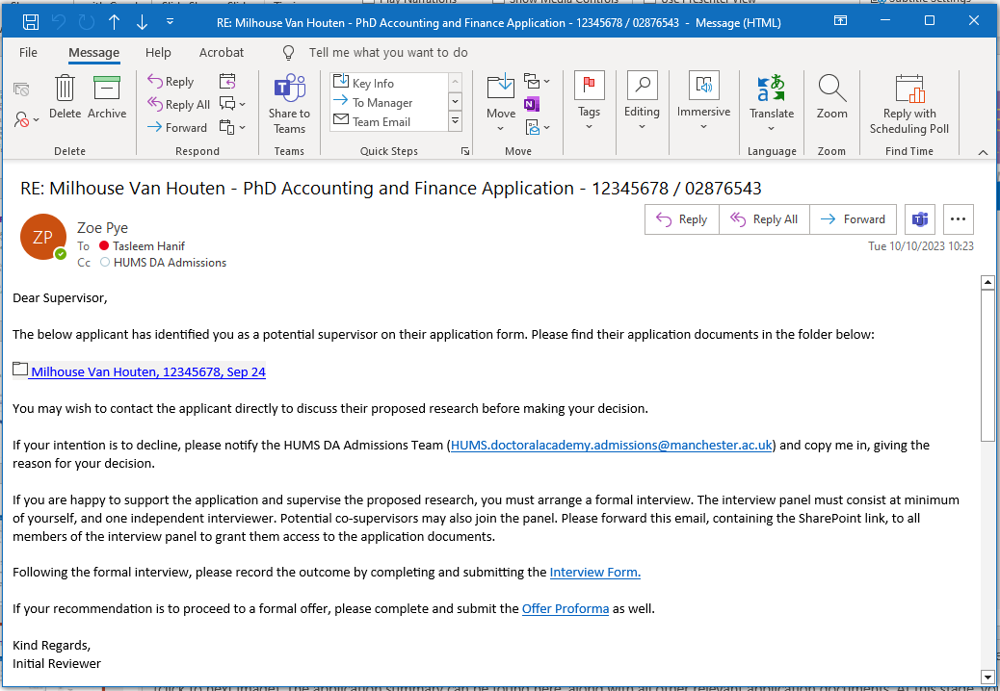 RE: Milhouse Van Houten - PhD Accounting and Finance Application - 12345678 / 02876543 - Message (HTML)
File Message Help Acrobat Tell me what you want to do
Delete Archive
Delete
Reply
Reply All
Forward
Respond
Share to
Teams
Teams
Key Info
To Manager
Team Email
Quick Steps
Move
Move
Tags
Editing
Immersive
Translate
Language
Zoom
Zoom
Reply with
Scheduling Poll
Find Time
RE: Milhouse Van Houten - PhD Accounting and Finance Application - 12345678 / 02876543
ZP
Zoe Pye
To Tasleem Hanif
Cc HUMS DA Admissions
Reply Reply All Forward
Tue 10/10/2023 10:23
Dear Supervisor,
The below applicant has identified you as a potential supervisor on their application form. Please find their application documents in the folder below:
Milhouse Van Houten, 12345678, Sep 24
You may wish to contact the applicant directly to discuss their proposed research before making your decision.
If your intention is to decline, please notify the HUMS DA Admissions Team (HUMS.doctoralacademy.admissions@manchester.ac.uk) and copy me in, giving the
reason for your decision.
If you are happy to support the application and supervise the proposed research, you must arrange a formal interview. The interview panel must consist at minimum
of yourself, and one independent interviewer. Potential co-supervisors may also join the panel. Please forward this email, containing the SharePoint link, to all
members of the interview panel to grant them access to the application documents.
Following the formal interview, please record the outcome by completing and submitting the Interview Form.
If your recommendation is to proceed to a formal offer, please complete and submit the Offer Proforma as well.
Kind Regards,
Initial Reviewer